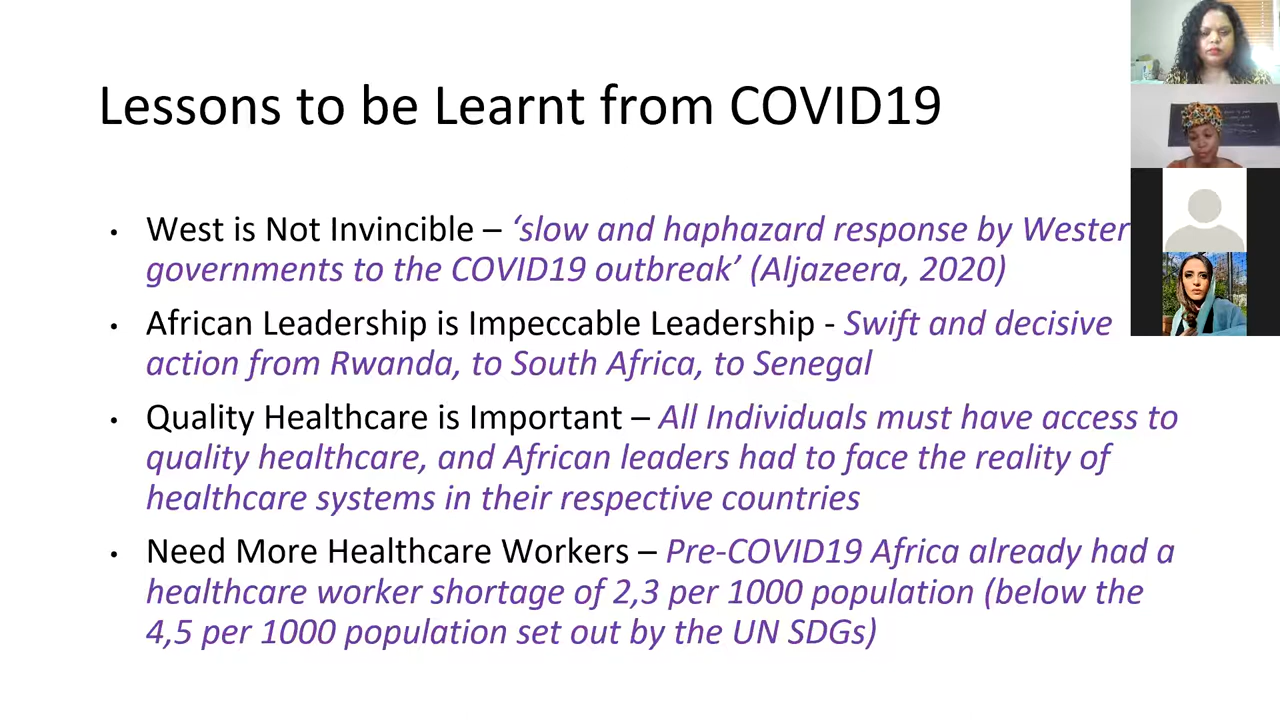 Lessons to be Learnt from COVID19
• West is Not Invincible – ‘slow and haphazard response by Wester
governments to the COVID19 outbreak’ (Aljazeera, 2020)
• African Leadership is Impeccable Leadership - Swift and decisive
action from Rwanda, to South Africa, to Senegal
• Quality Healthcare is Important – All Individuals must have access to
quality healthcare, and African leaders had to face the reality of
healthcare systems in their respective countries
• Need More Healthcare Workers – Pre-COVID19 Africa already had a
healthcare worker shortage of 2,3 per 1000 population (below the
4,5 per 1000 population set out by the UN SDGs)